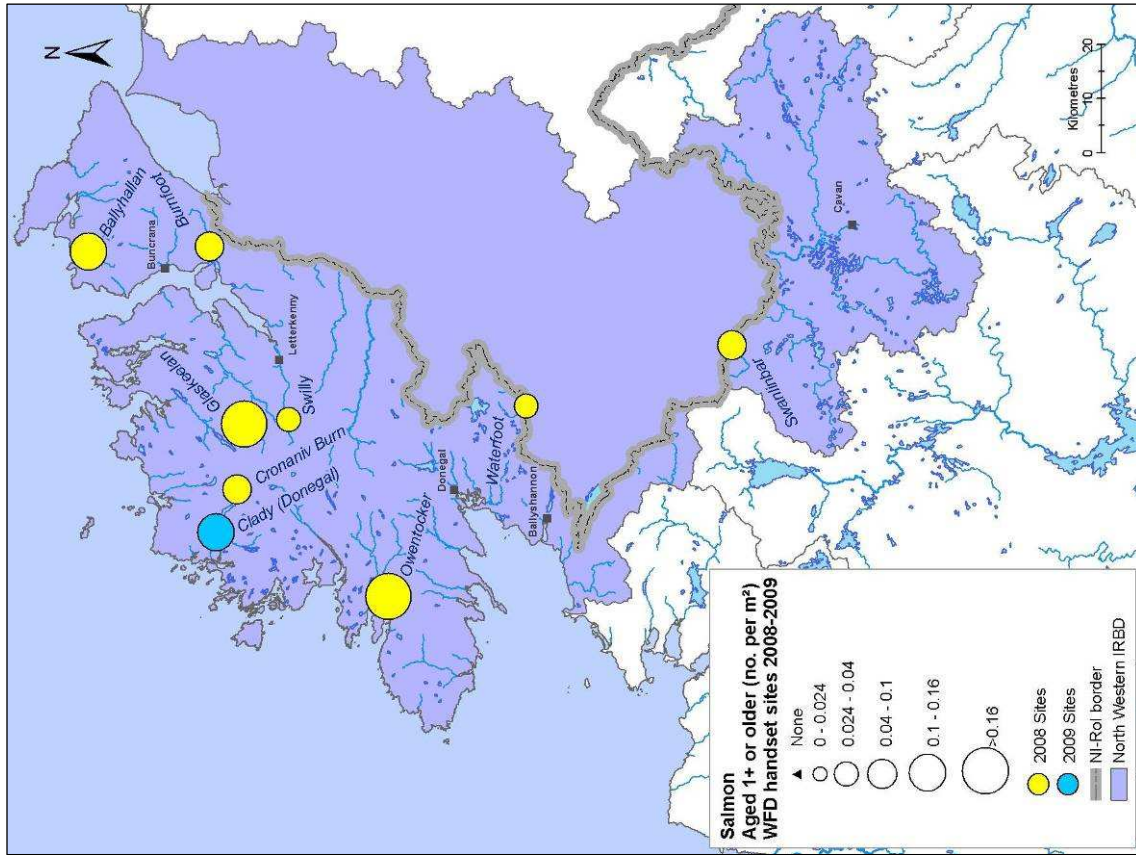 N
Ballyhallan
Burnfoot
Buncrana
Glaskeelan
Letterkenny
Swilly
Cronaniv Burn
Clady (Donegal)
Donegal
Waterfoot
Owentocker
Ballyshannon
Swanlinbar
Cavan
Salmon
Aged 1+ or older (no. per m²)
WFD handset sites 2008-2009
None
0 - 0.024
0.024 - 0.04
0.04 - 0.1
0.1 - 0.16
>0.16
2008 Sites
2009 Sites
NI-RoI border
North Western IRBD
Kilometres
0 10 20